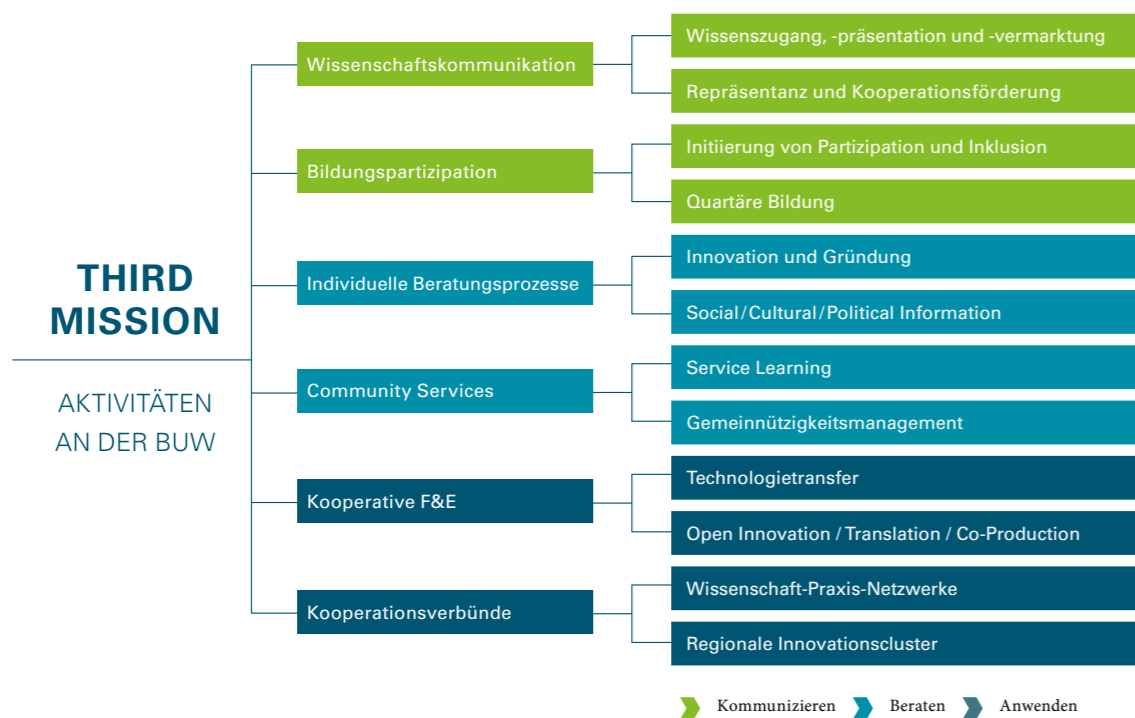 THIRD
MISSION
AKTIVITÄTEN
AN DER BUW
Wissenschaftskommunikation
Wissenszugang, -präsentation und -vermarktung
Repräsentanz und Kooperationsförderung
Bildungspartizipation
Initiierung von Partizipation und Inklusion
Quartäre Bildung
Individuelle Beratungsprozesse
Innovation und Gründung
Social/Cultural/Political Information
Community Services
Service Learning
Gemeinnützigkeitsmanagement
Kooperative F&E
Technologietransfer
Open Innovation / Translation / Co-Production
Kooperationsverbünde
Wissenschaft-Praxis-Netzwerke
Regionale Innovationscluster
Kommunizieren Beraten Anwenden